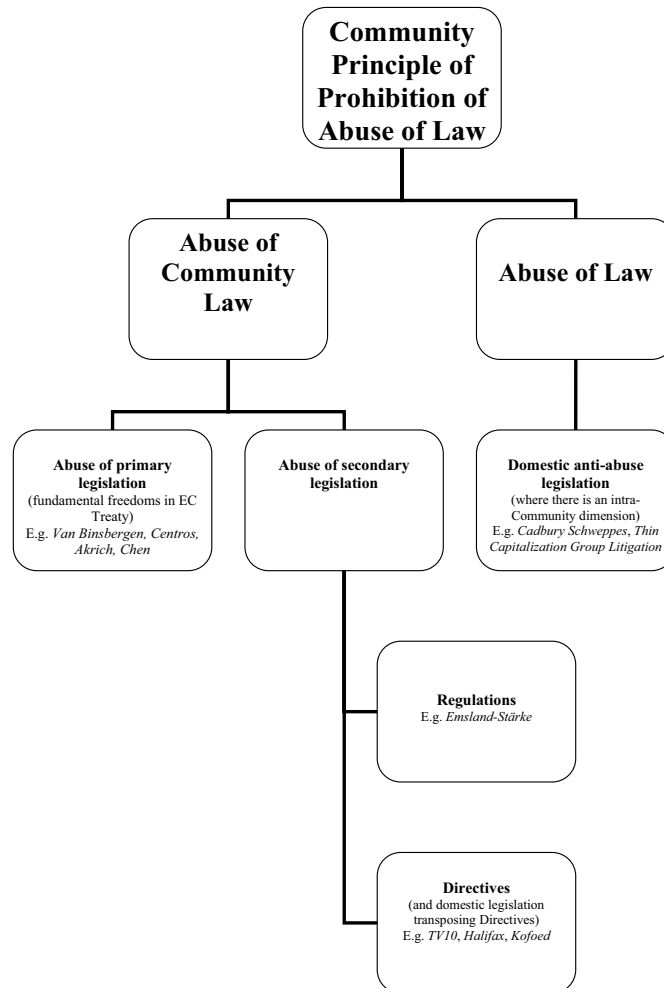 Community
Principle of
Prohibition of
Abuse of Law
Abuse of
Community
Law
Abuse of Law
Abuse of primary
legislation
(fundamental freedoms in EC
Treaty)
E.g. Van Binsbergen, Centros,
Akrich, Chen
Abuse of secondary
legislation
Domestic anti-abuse
legislation
(where there is an intra-
Community dimension)
E.g. Cadbury Schweppes, Thin
Capitalization Group Litigation
Regulations
E.g. Emsland-Stärke
Directives
(and domestic legislation
transposing Directives)
E.g. TV10, Halifax, Kofoed